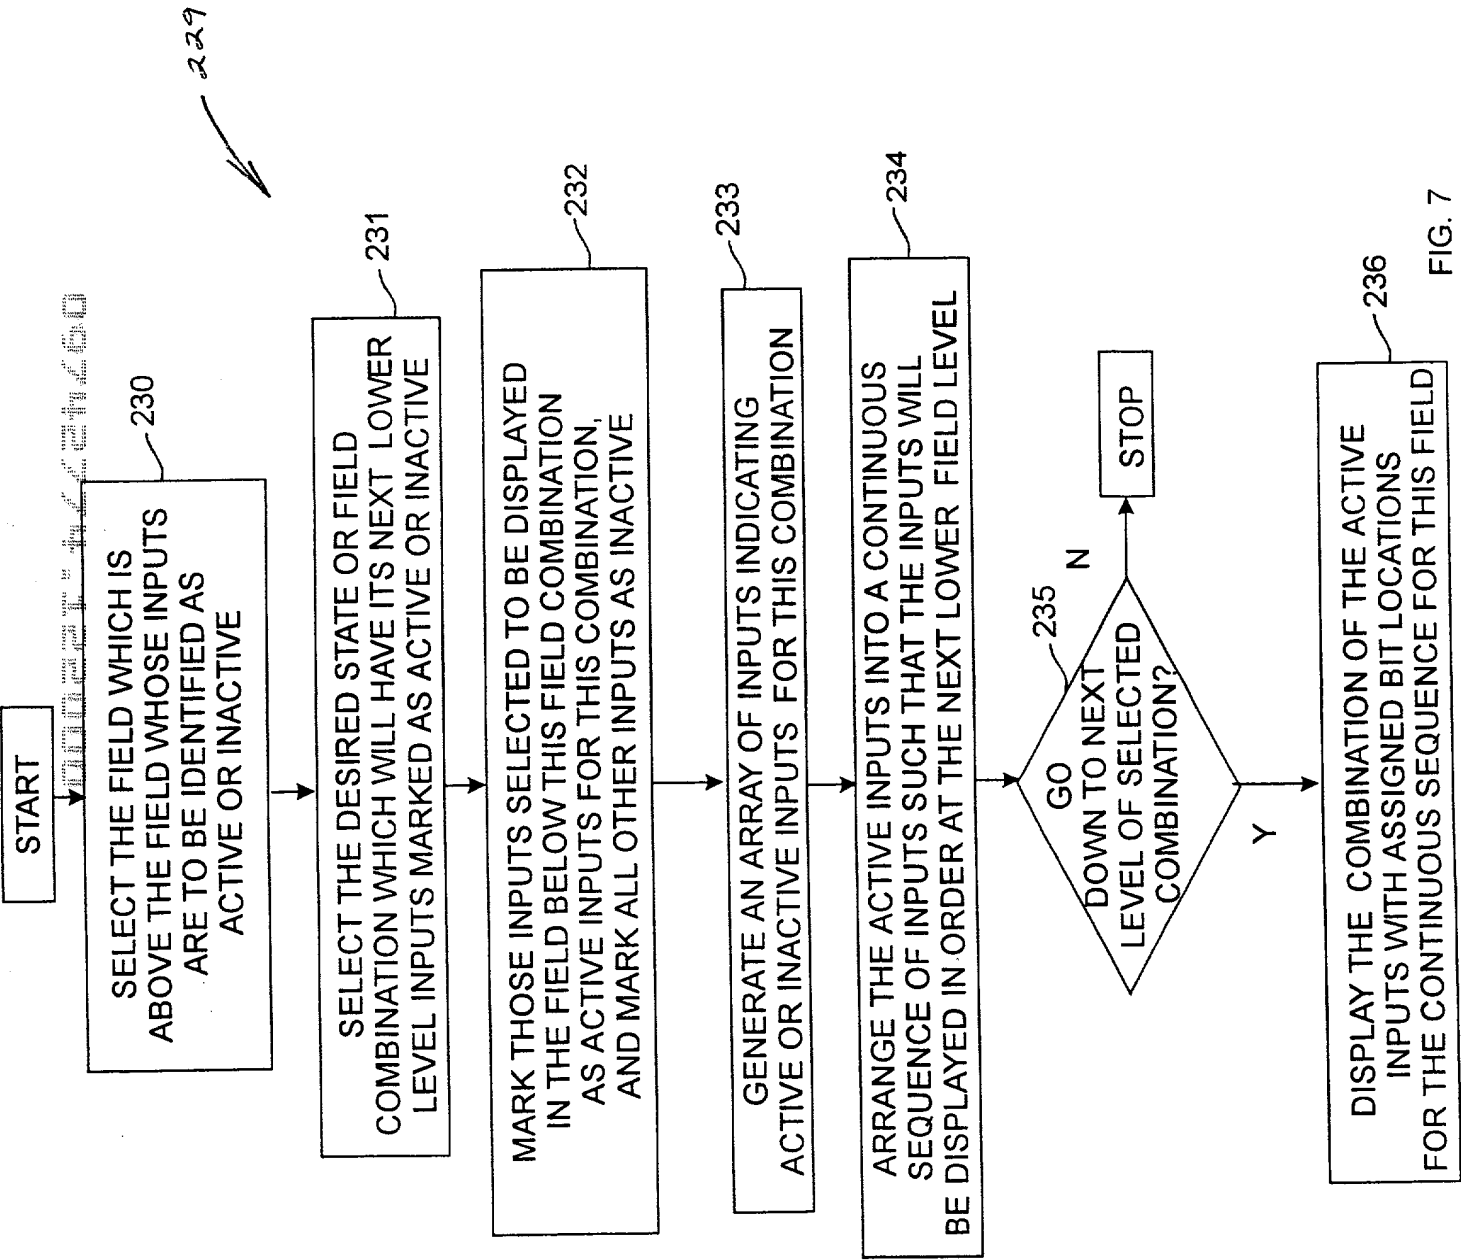 229
START
230
SELECT THE FIELD WHICH IS
ABOVE THE FIELD WHOSE INPUTS
ARE TO BE IDENTIFIED AS
ACTIVE OR INACTIVE
231
SELECT THE DESIRED STATE OR FIELD
COMBINATION WHICH WILL HAVE ITS NEXT LOWER
LEVEL INPUTS MARKED AS ACTIVE OR INACTIVE
232
MARK THOSE INPUTS SELECTED TO BE DISPLAYED
IN THE FIELD BELOW THIS FIELD COMBINATION
AS ACTIVE INPUTS FOR THIS COMBINATION,
AND MARK ALL OTHER INPUTS AS INACTIVE
233
GENERATE AN ARRAY OF INPUTS INDICATING
ACTIVE OR INACTIVE INPUTS FOR THIS COMBINATION
234
ARRANGE THE ACTIVE INPUTS INTO A CONTINUOUS
SEQUENCE OF INPUTS SUCH THAT THE INPUTS WILL
BE DISPLAYED IN ORDER AT THE NEXT LOWER FIELD LEVEL
235
GO
DOWN TO NEXT
LEVEL OF SELECTED
COMBINATION?
N
STOP
Y
236
DISPLAY THE COMBINATION OF THE ACTIVE
INPUTS WITH ASSIGNED BIT LOCATIONS
FOR THE CONTINUOUS SEQUENCE FOR THIS FIELD
FIG. 7